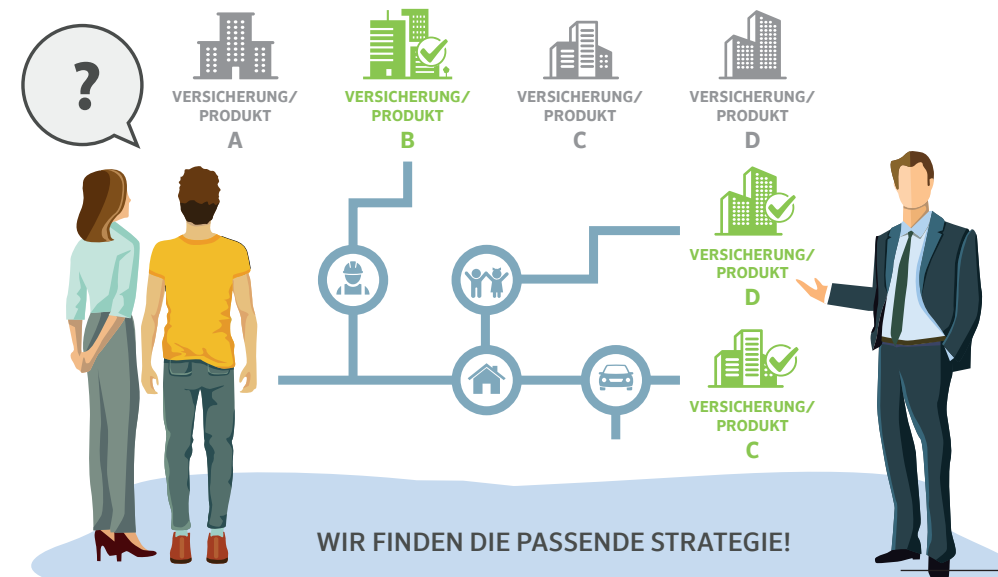 ?
VERSICHERUNG/
PRODUKT
A
VERSICHERUNG/
PRODUKT
B
VERSICHERUNG/
PRODUKT
C
VERSICHERUNG/
PRODUKT
D
VERSICHERUNG/
PRODUKT
D
VERSICHERUNG/
PRODUKT
C
WIR FINDEN DIE PASSENDE STRATEGIE!